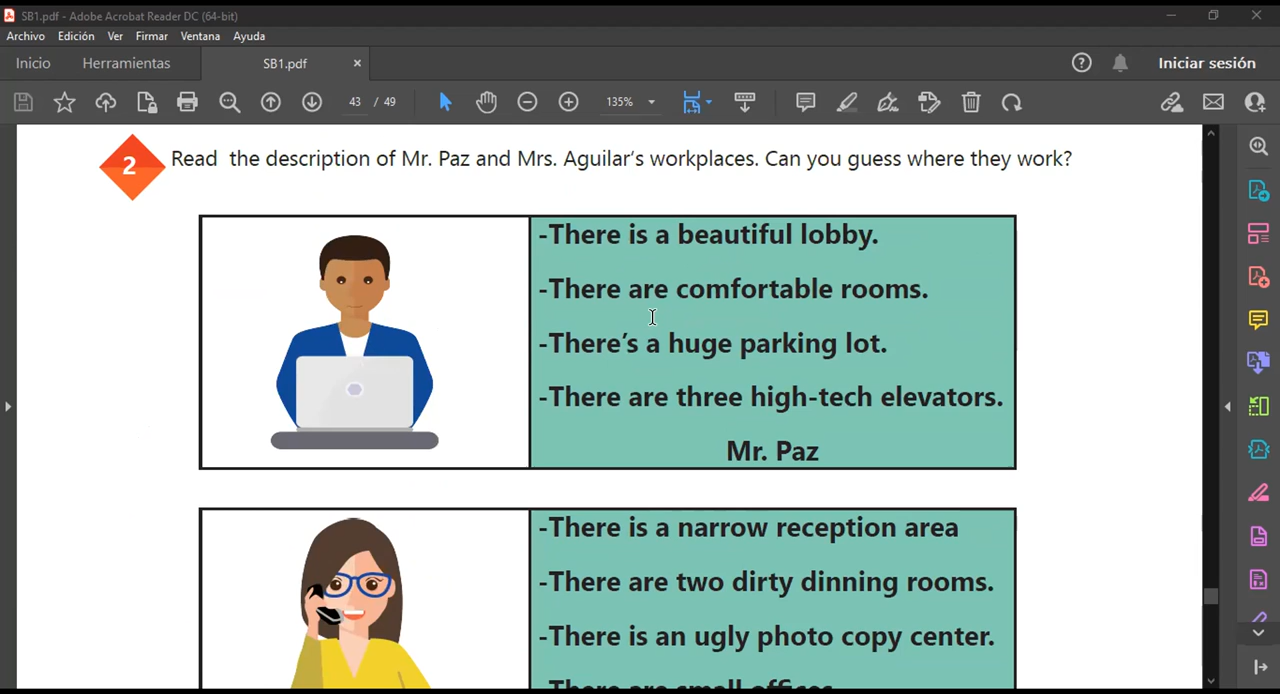 SB1.pdf - Adobe Acrobat Reader DC (64-bit)
Archivo Edición Ver Firmar Ventana Ayuda
Inicio Herramientas SB1.pdf × Iniciar sesión
43 / 49 135%
2 Read the description of Mr. Paz and Mrs. Aguilar's workplaces. Can you guess where they work?
-There is a beautiful lobby.
-There are comfortable rooms.
-There's a huge parking lot.
-There are three high-tech elevators.
Mr. Paz
-There is a narrow reception area
-There are two dirty dinning rooms.
-There is an ugly photo copy center.
-There are small offices.